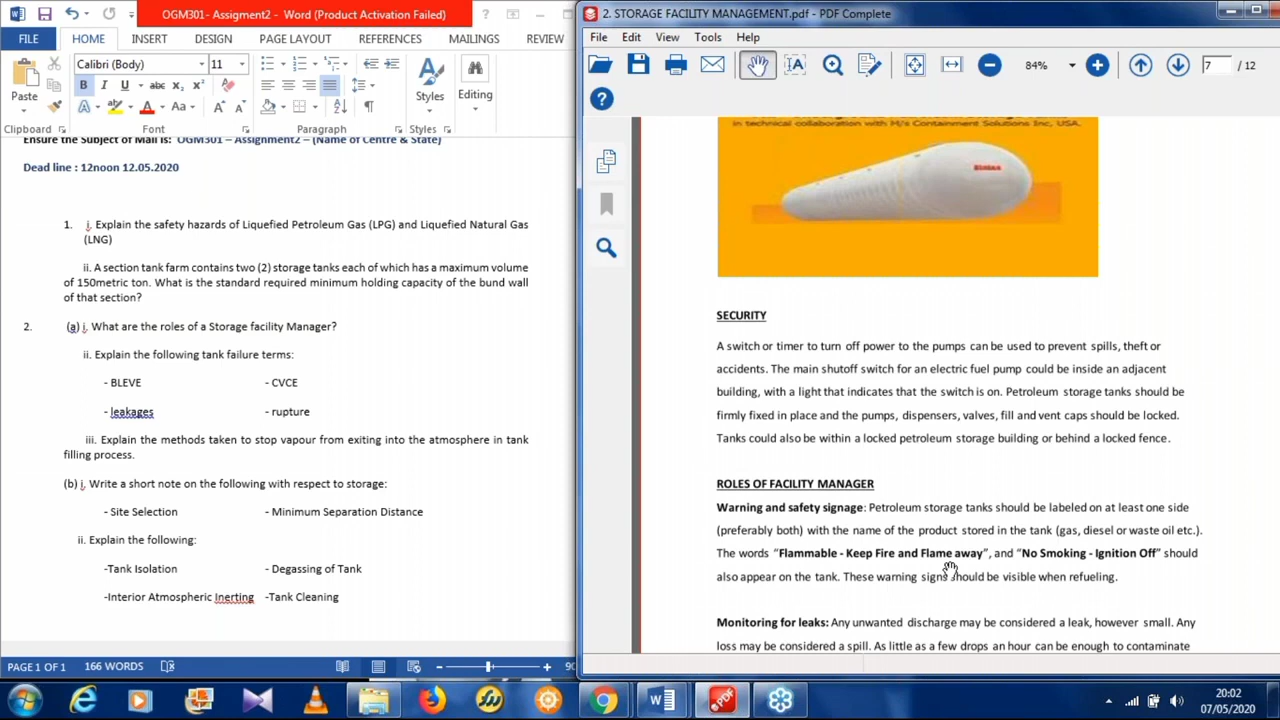 OGM301- Assigment2 - Word (Product Activation Failed)
FILE HOME INSERT DESIGN PAGE LAYOUT REFERENCES MAILINGS REVIEW
Calibri (Body) 11
Paste
Styles
Editing
Clipboard Font Paragraph Styles
Ensure the Subject of Mail is: OGM301 – Assignment2 – (Name of Centre & State)
Dead line : 12noon 12.05.2020
1. i. Explain the safety hazards of Liquefied Petroleum Gas (LPG) and Liquefied Natural Gas
(LNG)
ii. A section tank farm contains two (2) storage tanks each of which has a maximum volume
of 150metric ton. What is the standard required minimum holding capacity of the bund wall
of that section?
2. (a) i. What are the roles of a Storage facility Manager?
ii. Explain the following tank failure terms:
- BLEVE - CVCE
- leakages - rupture
iii. Explain the methods taken to stop vapour from exiting into the atmosphere in tank
filling process.
(b) i. Write a short note on the following with respect to storage:
- Site Selection - Minimum Separation Distance
ii. Explain the following:
-Tank Isolation - Degassing of Tank
-Interior Atmospheric Inerting -Tank Cleaning
PAGE 1 OF 1 166 WORDS
2. STORAGE FACILITY MANAGEMENT.pdf - PDF Complete
File Edit View Tools Help
84% 7 / 12
in technical collaboration with M/s Containment Solutions Inc, USA.
SECURITY
A switch or timer to turn off power to the pumps can be used to prevent spills, theft or
accidents. The main shutoff switch for an electric fuel pump could be inside an adjacent
building, with a light that indicates that the switch is on. Petroleum storage tanks should be
firmly fixed in place and the pumps, dispensers, valves, fill and vent caps should be locked.
Tanks could also be within a locked petroleum storage building or behind a locked fence.
ROLES OF FACILITY MANAGER
Warning and safety signage: Petroleum storage tanks should be labeled on at least one side
(preferably both) with the name of the product stored in the tank (gas, diesel or waste oil etc.).
The words “Flammable - Keep Fire and Flame away”, and “No Smoking - Ignition Off” should
also appear on the tank. These warning signs should be visible when refueling.
Monitoring for leaks: Any unwanted discharge may be considered a leak, however small. Any
loss may be considered a spill. As little as a few drops an hour can be enough to contaminate
20:02
07/05/2020